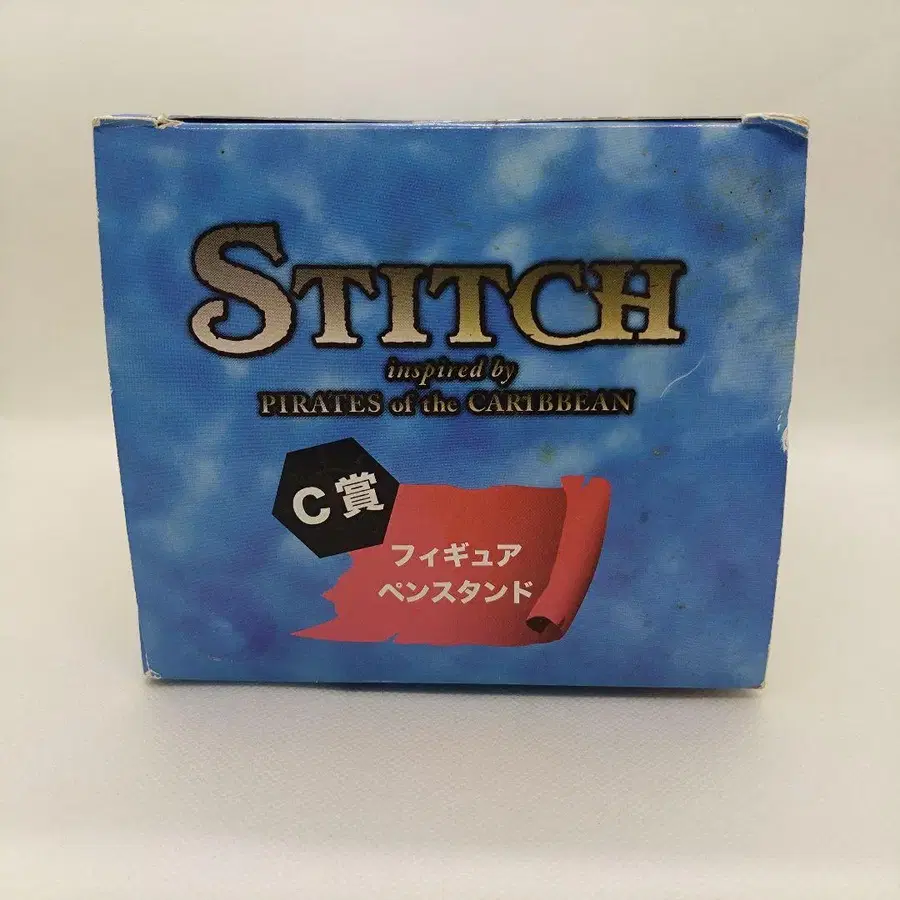 STITCH
inspired by
PIRATES of the CARIBBEAN
C賞
フィギュア
ペンスタンド